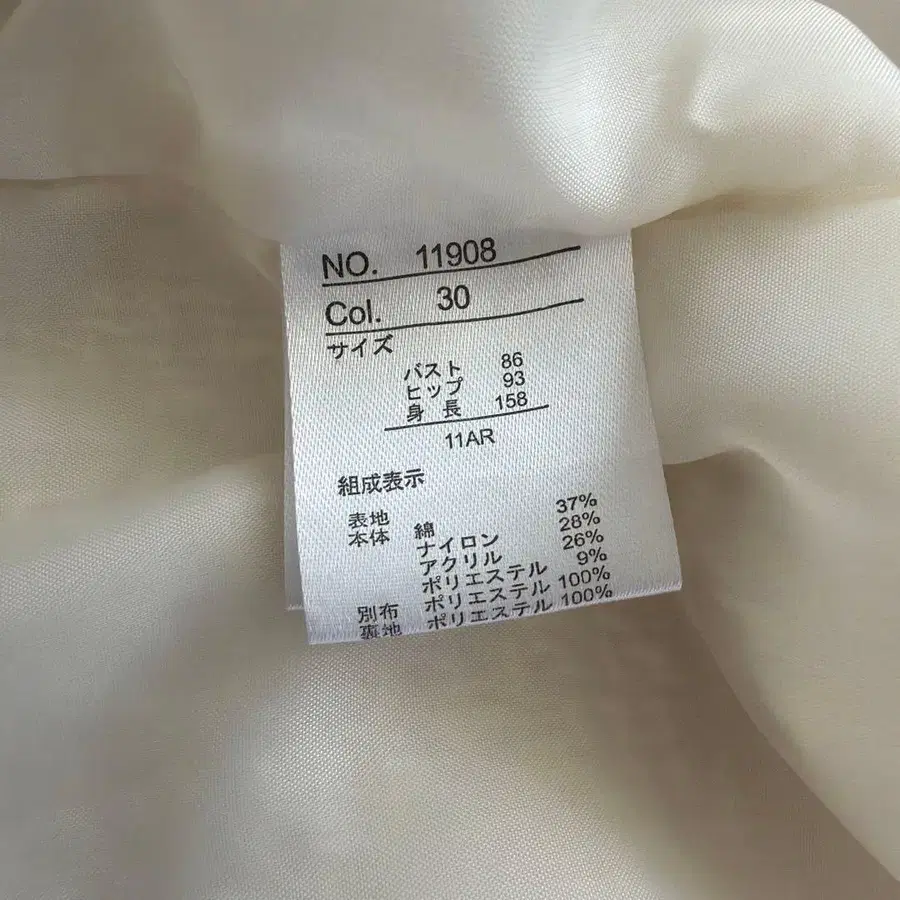 NO. 11908
Col. 30
サイズ
バスト 86
ヒップ 93
身長 158
11AR
組成表示
表地
本体 綿 37%
ナイロン 28%
アクリル 26%
ポリエステル 9%
別布 ポリエステル 100%
裏地 ポリエステル 100%